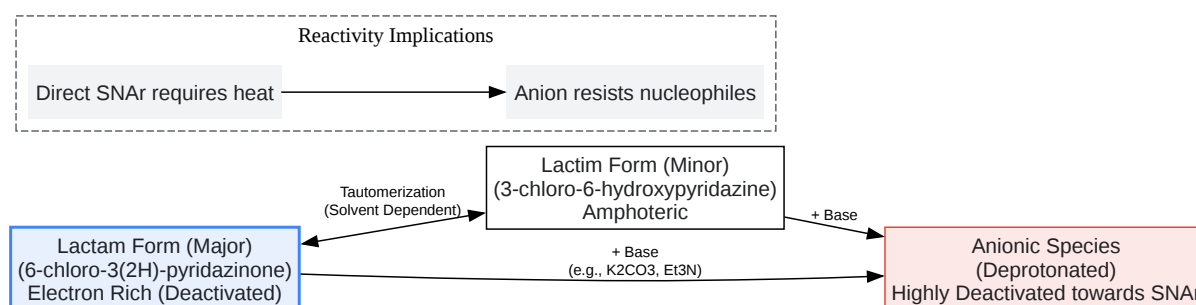 Reactivity Implications
Direct SNAr requires heat
Anion resists nucleophiles
Lactim Form (Minor)
(3-chloro-6-hydroxypyridazine)
Amphoteric
Tautomerization
(Solvent Dependent)
+ Base
Lactam Form (Major)
(6-chloro-3(2H)-pyridazinone)
Electron Rich (Deactivated)
+ Base
(e.g., K2CO3, Et3N)
Anionic Species
(Deprotonated)
Highly Deactivated towards SNAr